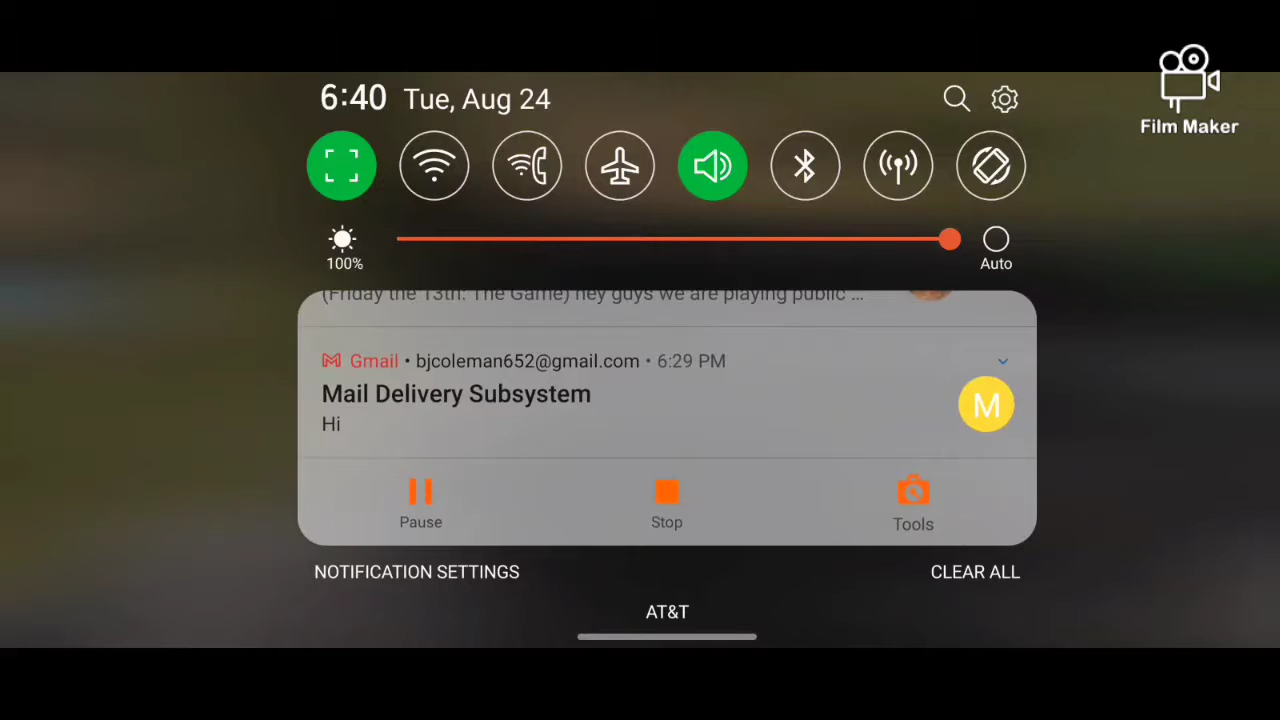 6:40 Tue, Aug 24
Film Maker
100%
Auto
(Friday the 13th: The Game) hey guys we are playing public ...
Gmail • bjcoleman652@gmail.com • 6:29 PM
Mail Delivery Subsystem
M
Hi
Pause Stop Tools
NOTIFICATION SETTINGS CLEAR ALL
AT&T